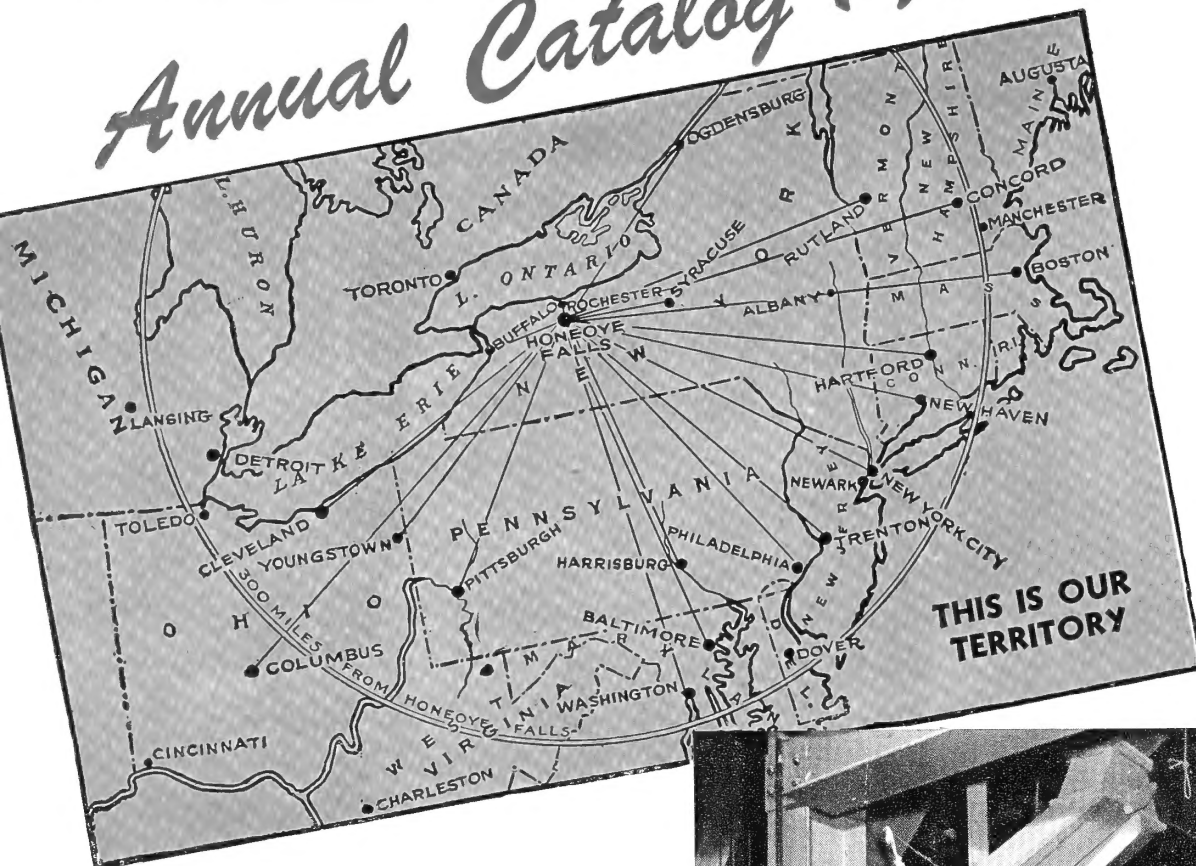 Annual Catalog
AUGUSTA
MAINE
OGDENSBURG
NEW HAMPSHIRE
VERMONT
CANADA
L. HURON
CONCORD
MANCHESTER
RUTLAND
SYRACUSE
BOSTON
MICHIGAN
TORONTO
L. ONTARIO
ROCHESTER
ALBANY
MASS
BUFFALO
HONEOYE
FALLS
NEW YORK
HARTFORD
CONN.
R.I.
NEW HAVEN
LANSING
DETROIT
LAKE ERIE
NEWARK
NEW YORK CITY
NEW JERSEY
PENNSYLVANIA
TOLEDO
CLEVELAND
YOUNGSTOWN
PITTSBURGH
PHILADELPHIA
TRENTON
HARRISBURG
300 MILES FROM HONEOYE FALLS
OHIO
BALTIMORE
DOVER
THIS IS OUR
TERRITORY
COLUMBUS
WASHINGTON
WEST
VIRGINIA
CINCINNATI
CHARLESTON